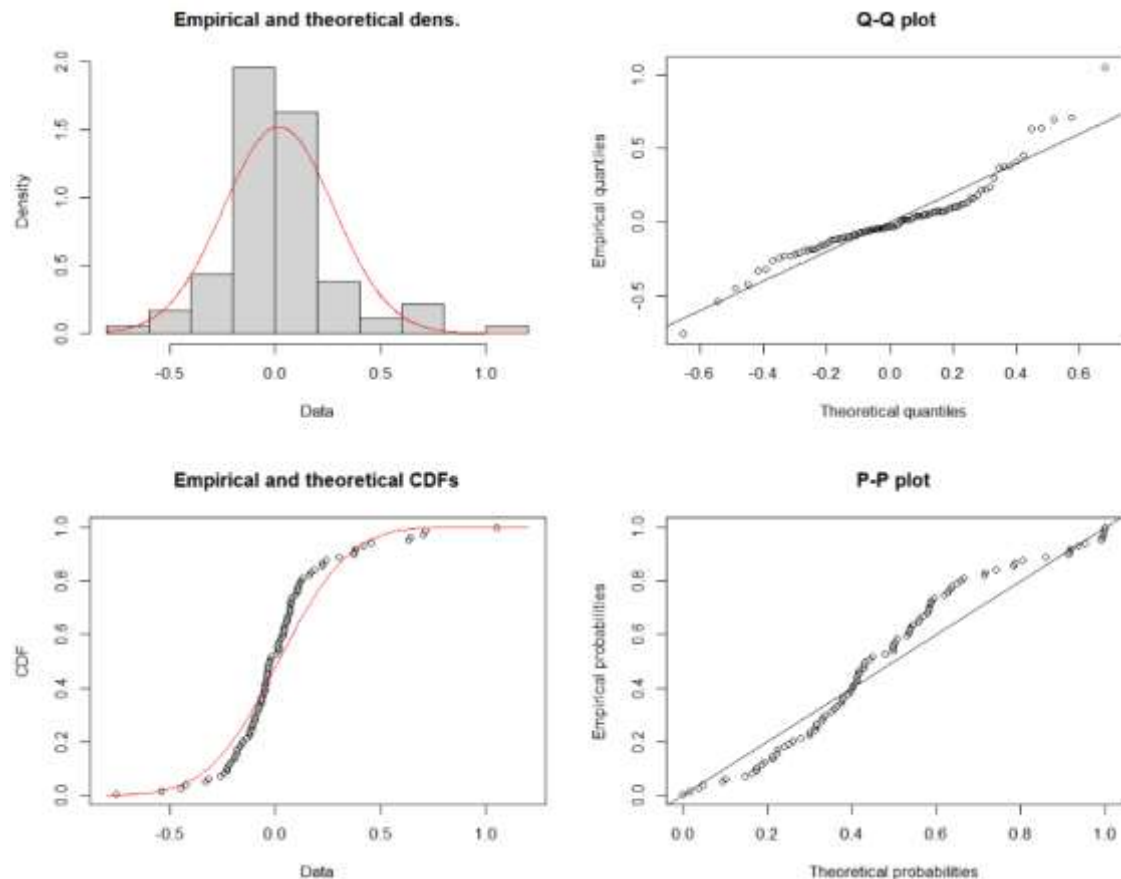 Empirical and theoretical dens.
Density
0.0 0.5 1.0 1.5 2.0
-0.5 0.0 0.5 1.0
Data
Q-Q plot
Empirical quantiles
-0.5 0.0 0.5 1.0
-0.6 -0.4 -0.2 0.0 0.2 0.4 0.6
Theoretical quantiles
Empirical and theoretical CDFs
CDF
0.0 0.2 0.4 0.6 0.8 1.0
-0.5 0.0 0.5 1.0
Data
P-P plot
Empirical probabilities
0.0 0.2 0.4 0.6 0.8 1.0
0.0 0.2 0.4 0.6 0.8 1.0
Theoretical probabilities